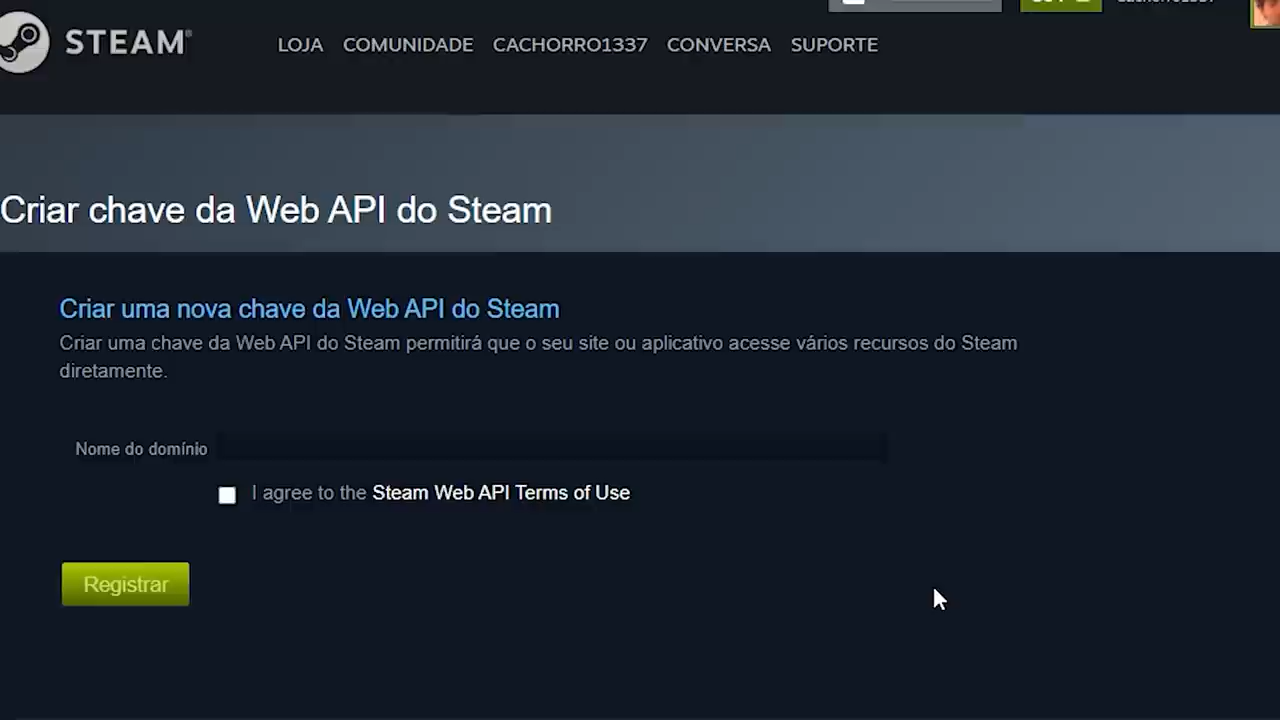 STEAM®
LOJA COMUNIDADE CACHORRO1337 CONVERSA SUPORTE
Criar chave da Web API do Steam
Criar uma nova chave da Web API do Steam
Criar uma chave da Web API do Steam permitirá que o seu site ou aplicativo acesse vários recursos do Steam
diretamente.
Nome do domínio
I agree to the Steam Web API Terms of Use
Registrar